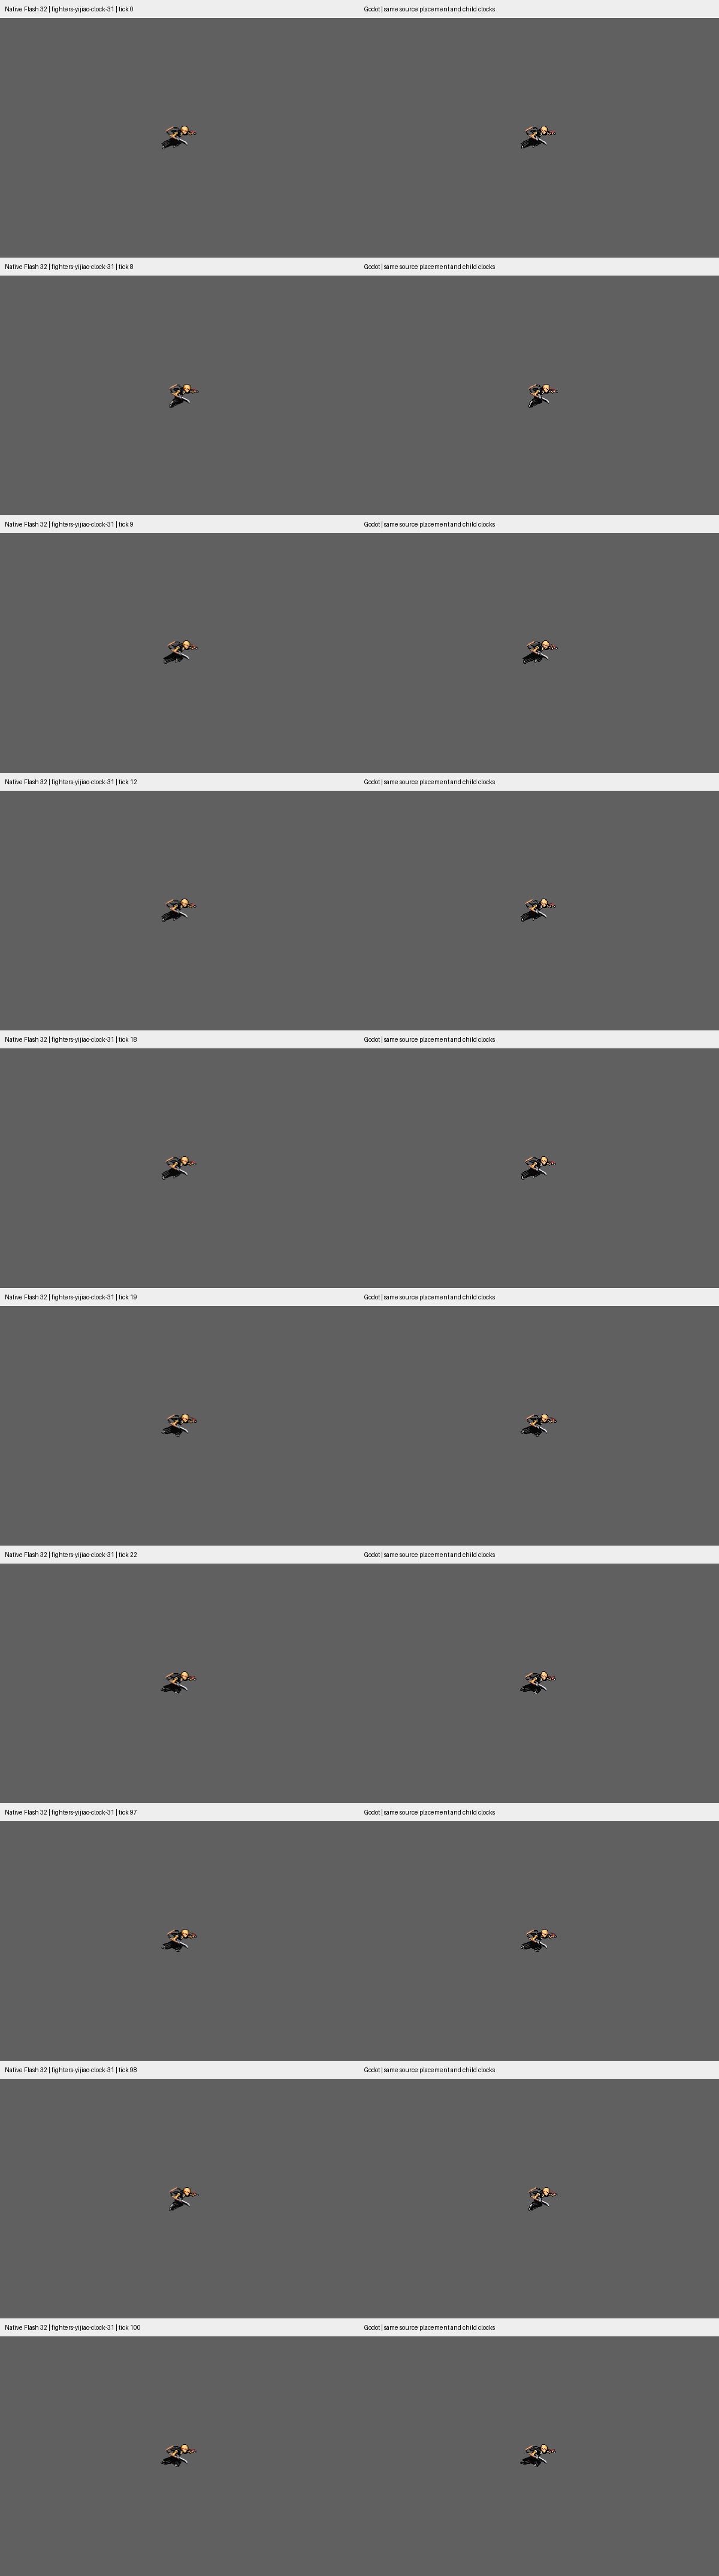 Native Flash 32 | fighters-yijiao-clock-31 | tick 0
Godot | same source placement and child clocks
Native Flash 32 | fighters-yijiao-clock-31 | tick 8
Godot | same source placement and child clocks
Native Flash 32 | fighters-yijiao-clock-31 | tick 9
Godot | same source placement and child clocks
Native Flash 32 | fighters-yijiao-clock-31 | tick 12
Godot | same source placement and child clocks
Native Flash 32 | fighters-yijiao-clock-31 | tick 18
Godot | same source placement and child clocks
Native Flash 32 | fighters-yijiao-clock-31 | tick 19
Godot | same source placement and child clocks
Native Flash 32 | fighters-yijiao-clock-31 | tick 22
Godot | same source placement and child clocks
Native Flash 32 | fighters-yijiao-clock-31 | tick 97
Godot | same source placement and child clocks
Native Flash 32 | fighters-yijiao-clock-31 | tick 98
Godot | same source placement and child clocks
Native Flash 32 | fighters-yijiao-clock-31 | tick 100
Godot | same source placement and child clocks